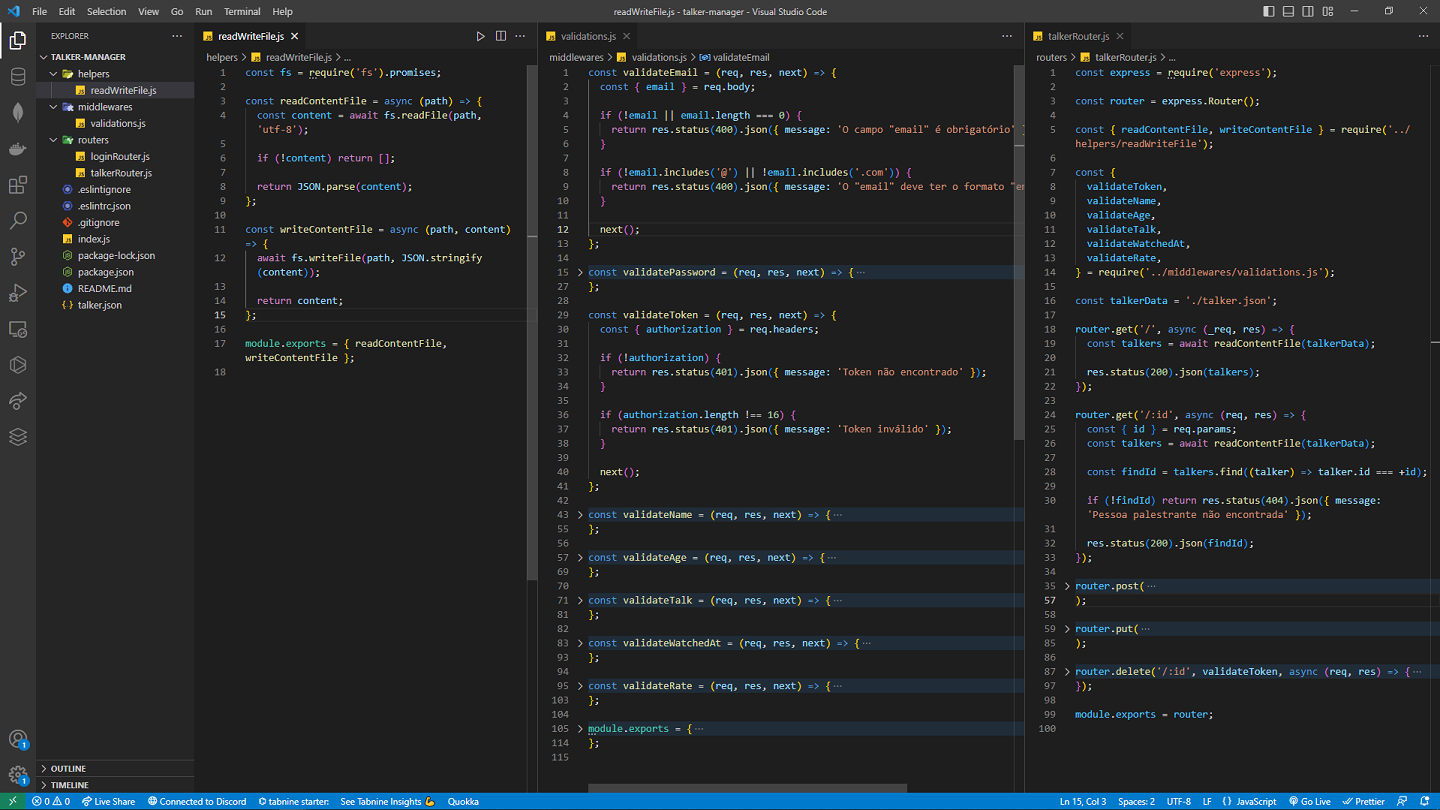 File Edit Selection View Go Run Terminal Help
readWriteFile.js - talker-manager - Visual Studio Code
EXPLORER
TALKER-MANAGER
helpers
readWriteFile.js
middlewares
validations.js
routers
loginRouter.js
talkerRouter.js
.eslintignore
.eslintrc.json
.gitignore
index.js
package-lock.json
package.json
README.md
talker.json
OUTLINE
TIMELINE
readWriteFile.js
helpers > readWriteFile.js > ...
1 const fs = require('fs').promises;
2
3 const readContentFile = async (path) => {
4 const content = await fs.readFile(path,
'utf-8');
5
6 if (!content) return [];
7
8 return JSON.parse(content);
9 };
10
11 const writeContentFile = async (path, content)
=> {
12 await fs.writeFile(path, JSON.stringify
(content));
13
14 return content;
15 };
16
17 module.exports = { readContentFile,
writeContentFile };
18
validations.js
middlewares > validations.js > validateEmail
1 const validateEmail = (req, res, next) => {
2 const { email } = req.body;
3
4 if (!email || email.length === 0) {
5 return res.status(400).json({ message: 'O campo "email" é obrigatório' }
6 }
7
8 if (!email.includes('@') || !email.includes('.com')) {
9 return res.status(400).json({ message: 'O "email" deve ter o formato "em
10 }
11
12 next();
13 };
14
15 const validatePassword = (req, res, next) => { ...
27 };
28
29 const validateToken = (req, res, next) => {
30 const { authorization } = req.headers;
31
32 if (!authorization) {
33 return res.status(401).json({ message: 'Token não encontrado' });
34 }
35
36 if (authorization.length !== 16) {
37 return res.status(401).json({ message: 'Token inválido' });
38 }
39
40 next();
41 };
42
43 const validateName = (req, res, next) => { ...
55 };
56
57 const validateAge = (req, res, next) => { ...
69 };
70
71 const validateTalk = (req, res, next) => { ...
81 };
82
83 const validateWatchedAt = (req, res, next) => { ...
93 };
94
95 const validateRate = (req, res, next) => { ...
103 };
104
105 module.exports = { ...
114 };
115
talkerRouter.js
routers > talkerRouter.js > ...
1 const express = require('express');
2
3 const router = express.Router();
4
5 const { readContentFile, writeContentFile } = require('../
helpers/readWriteFile');
6
7 const {
8 validateToken,
9 validateName,
10 validateAge,
11 validateTalk,
12 validateWatchedAt,
13 validateRate,
14 } = require('../middlewares/validations.js');
15
16 const talkerData = './talker.json';
17
18 router.get('/', async (_req, res) => {
19 const talkers = await readContentFile(talkerData);
20
21 res.status(200).json(talkers);
22 });
23
24 router.get('/:id', async (req, res) => {
25 const { id } = req.params;
26 const talkers = await readContentFile(talkerData);
27
28 const findId = talkers.find((talker) => talker.id === +id);
29
30 if (!findId) return res.status(404).json({ message:
'Pessoa palestrante não encontrada' });
31
32 res.status(200).json(findId);
33 });
34
35 router.post( ...
57 );
58
59 router.put( ...
85 );
86
87 router.delete('/:id', validateToken, async (req, res) => { ...
97 });
98
99 module.exports = router;
100
1
1
0 0 Live Share Connected to Discord tabnine starter: See Tabnine Insights Quokka Ln 15, Col 3 Spaces: 2 UTF-8 LF { } JavaScript Go Live Prettier